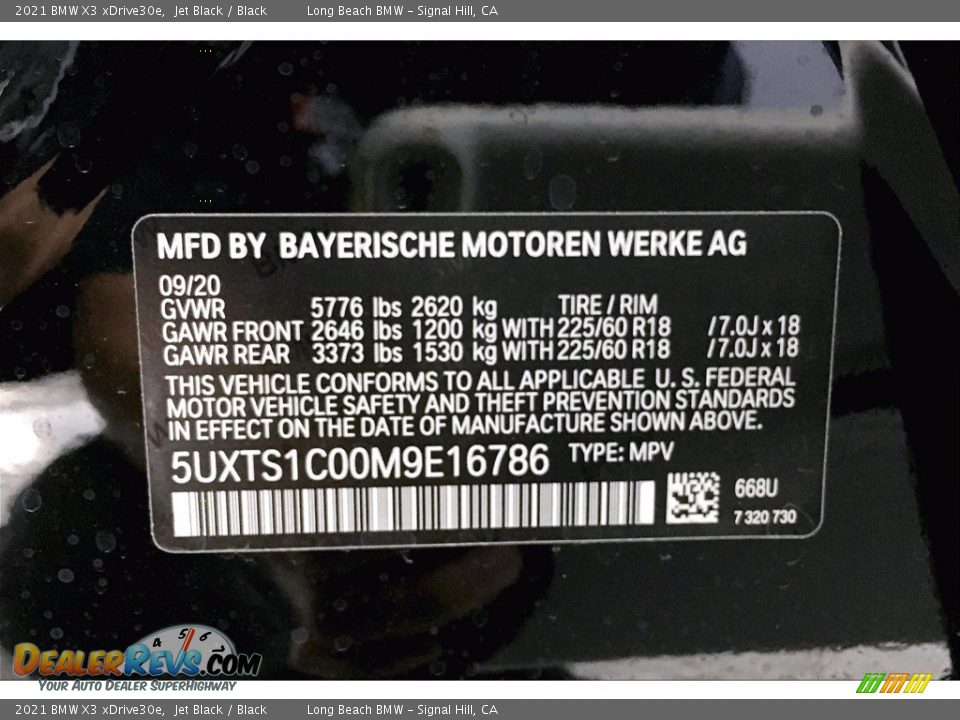 2021 BMW X3 xDrive30e, Jet Black / Black Long Beach BMW - Signal Hill, CA
MFD BY BAYERISCHE MOTOREN WERKE AG
09/20
GVWR 5776 lbs 2620 kg TIRE / RIM
GAWR FRONT 2646 lbs 1200 kg WITH 225/60 R18 /7.0J x 18
GAWR REAR 3373 lbs 1530 kg WITH 225/60 R18 /7.0J x 18
THIS VEHICLE CONFORMS TO ALL APPLICABLE U. S. FEDERAL
MOTOR VEHICLE SAFETY AND THEFT PREVENTION STANDARDS
IN EFFECT ON THE DATE OF MANUFACTURE SHOWN ABOVE.
5UXTS1C00M9E16786 TYPE: MPV
668U
7 320 730
4 5 6
DEALERREVS.COM
YOUR AUTO DEALER SUPERHIGHWAY
2021 BMW X3 xDrive30e, Jet Black / Black Long Beach BMW - Signal Hill, CA